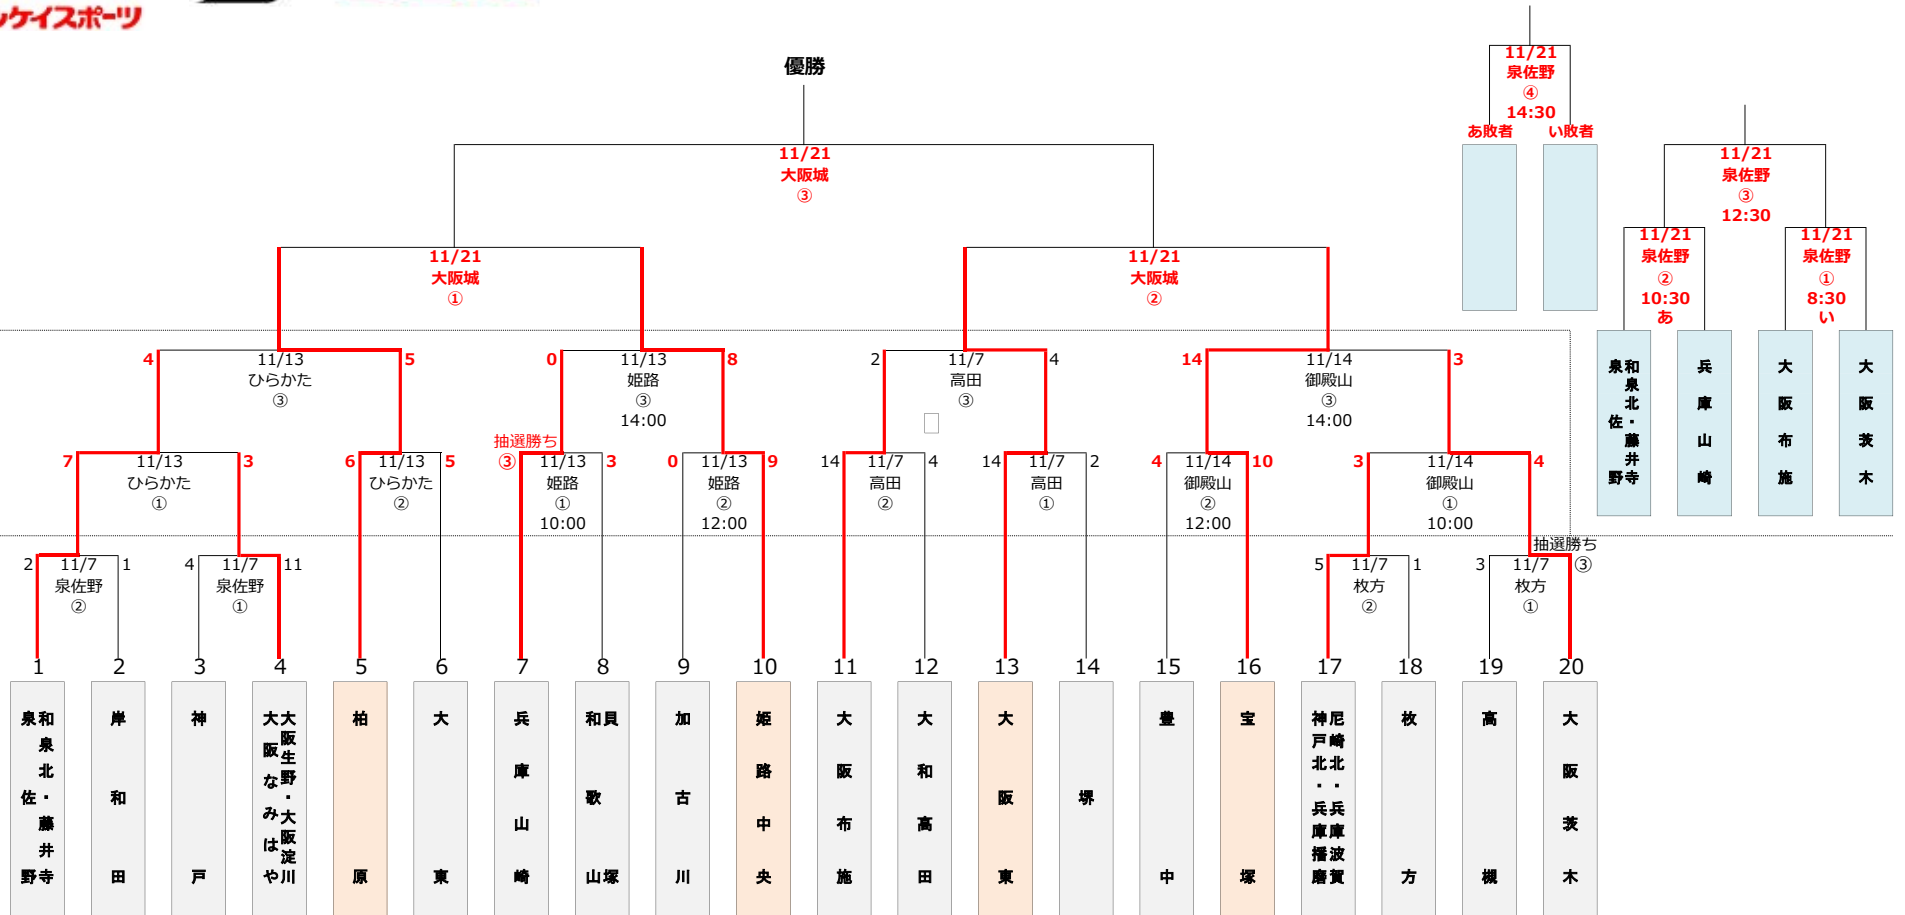 ケイスポーツ
優勝
11/21
泉佐野
④
14:30
あ敗者
い敗者
11/21
泉佐野
③
12:30
11/21
泉佐野
②
10:30
あ
11/21
泉佐野
①
8:30
い
和泉北・藤井寺
泉佐野
兵庫山崎
大阪布施
大阪茨木
11/21
大阪城
③
11/21
大阪城
①
11/21
大阪城
②
4
11/13
ひらかた
③
5
0
11/13
姫路
③
14:00
8
2
11/7
高田
③
4
14
11/14
御殿山
③
14:00
3
7
11/13
ひらかた
①
3
6
11/13
ひらかた
②
5
抽選勝ち
③
11/13
姫路
①
10:00
3
0
11/13
姫路
②
12:00
9
14
11/7
高田
②
4
14
11/7
高田
①
2
4
11/14
御殿山
②
12:00
10
3
11/14
御殿山
①
10:00
4
2
11/7
泉佐野
②
1
4
11/7
泉佐野
①
11
5
11/7
枚方
②
1
3
11/7
枚方
①
抽選勝ち
③
1
2
3
4
5
6
7
8
9
10
11
12
13
14
15
16
17
18
19
20
和泉北・藤井寺
泉佐野
岸和田
神戸
大阪生野・大阪淀川
大阪なみはや
柏原
大東
兵庫山崎
貝塚
和歌山
加古川
姫路中央
大阪布施
大和高田
大阪東
堺
豊中
宝塚
尼崎北・兵庫波賀
神戸北・兵庫播磨
枚方
高槻
大阪茨木